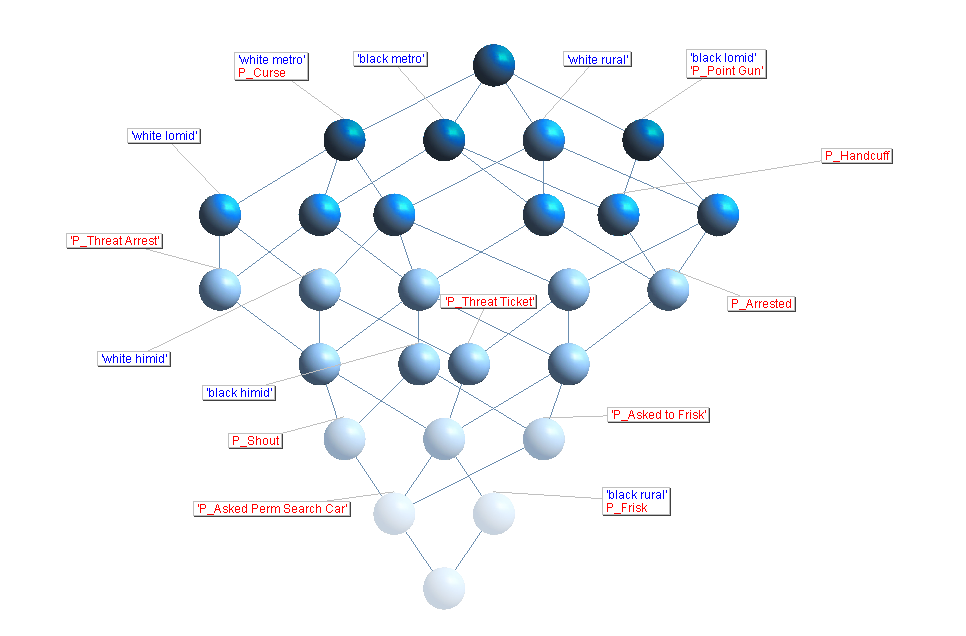 'white metro'
P_Curse
'black metro'
'white rural'
'black lomid'
'P_Point Gun'
'white lomid'
P_Handcuff
'P_Threat Arrest'
'P_Threat Ticket'
P_Arrested
'white himid'
'black himid'
P_Shout
'P_Asked to Frisk'
'P_Asked Perm Search Car'
'black rural'
P_Frisk